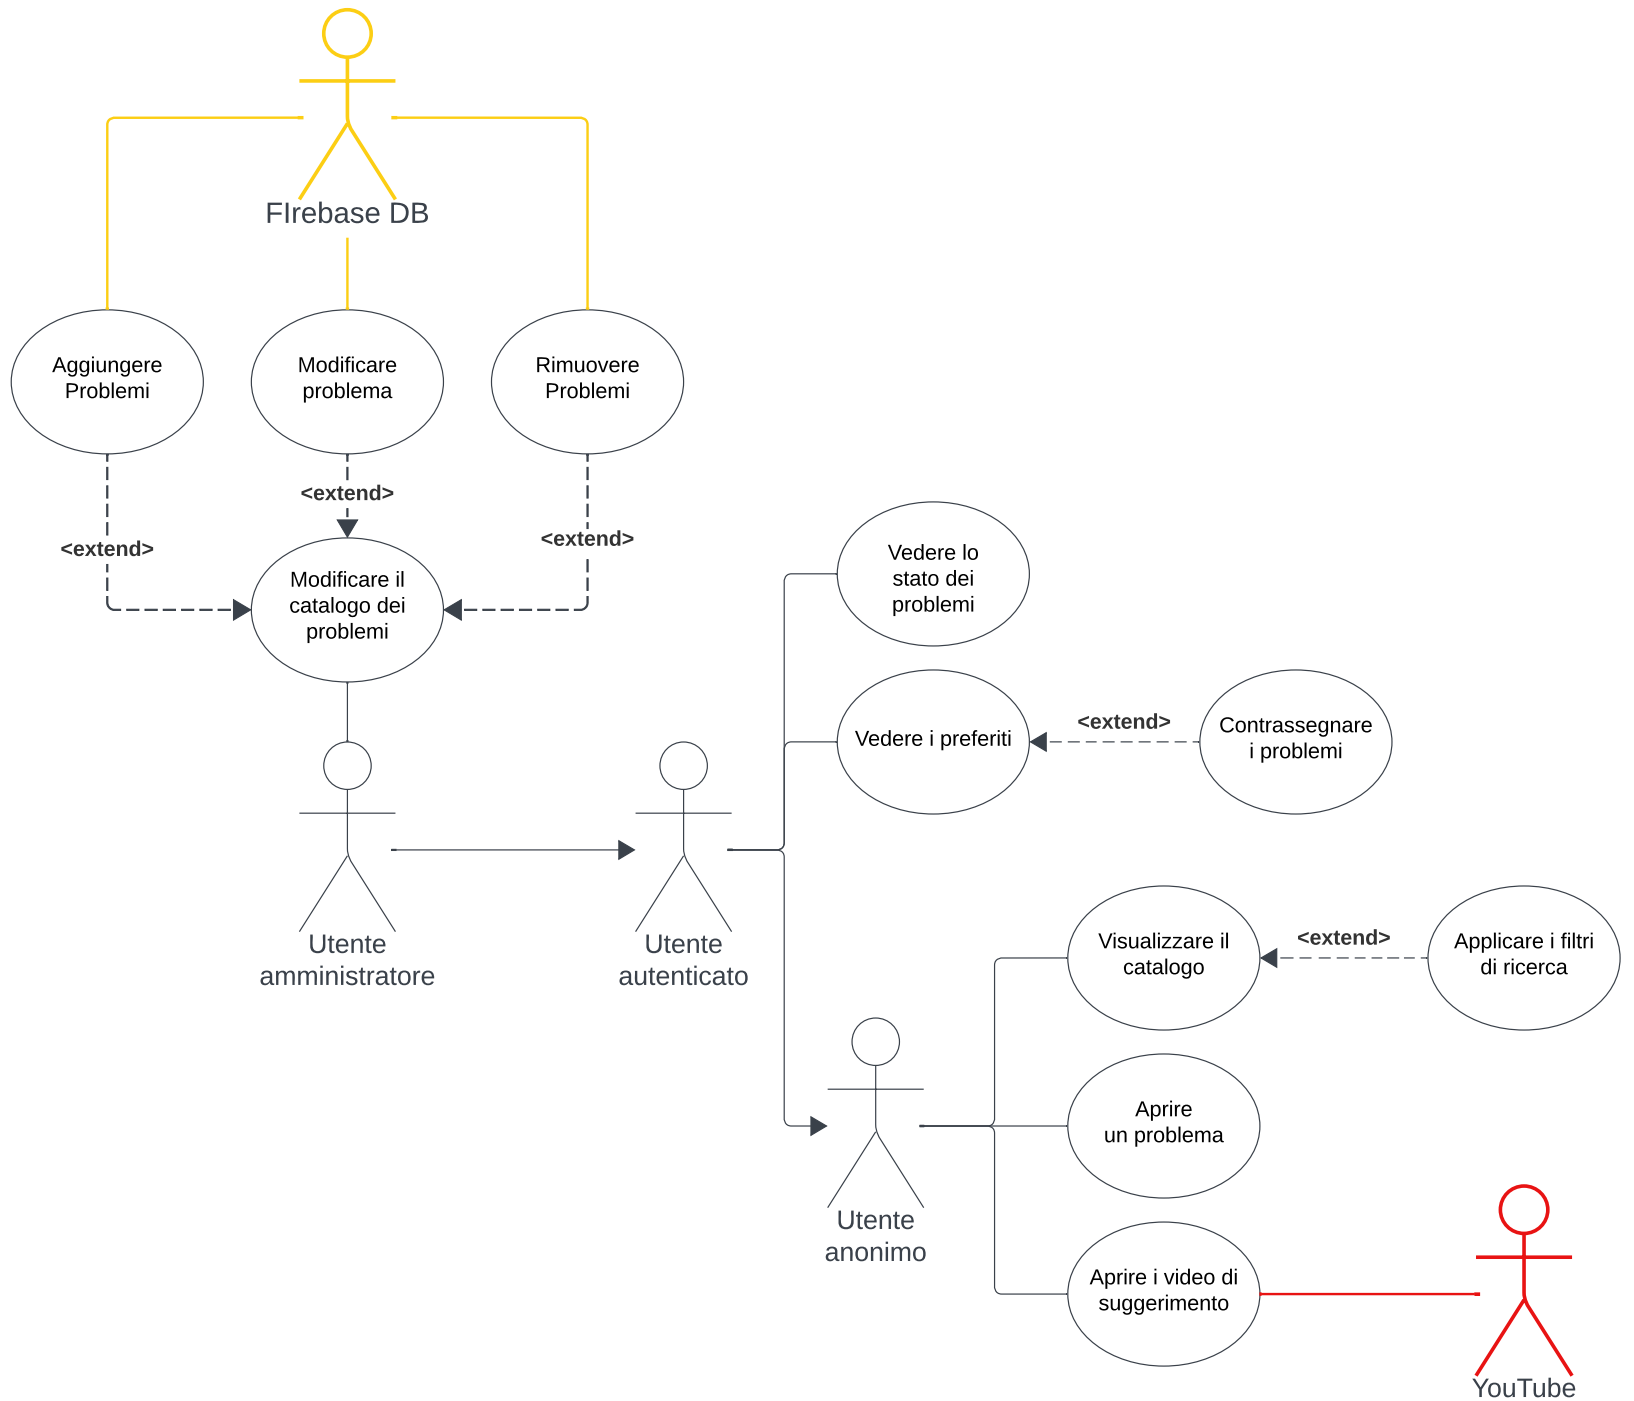 FIrebase DB
Aggiungere
Problemi
Modificare
problema
Rimuovere
Problemi
<extend>
<extend>
<extend>
Modificare il
catalogo dei
problemi
Vedere lo
stato dei
problemi
Vedere i preferiti
<extend>
Contrassegnare
i problemi
Utente
amministratore
Utente
autenticato
Visualizzare il
catalogo
<extend>
Applicare i filtri
di ricerca
Aprire
un problema
Utente
anonimo
Aprire i video di
suggerimento
YouTube